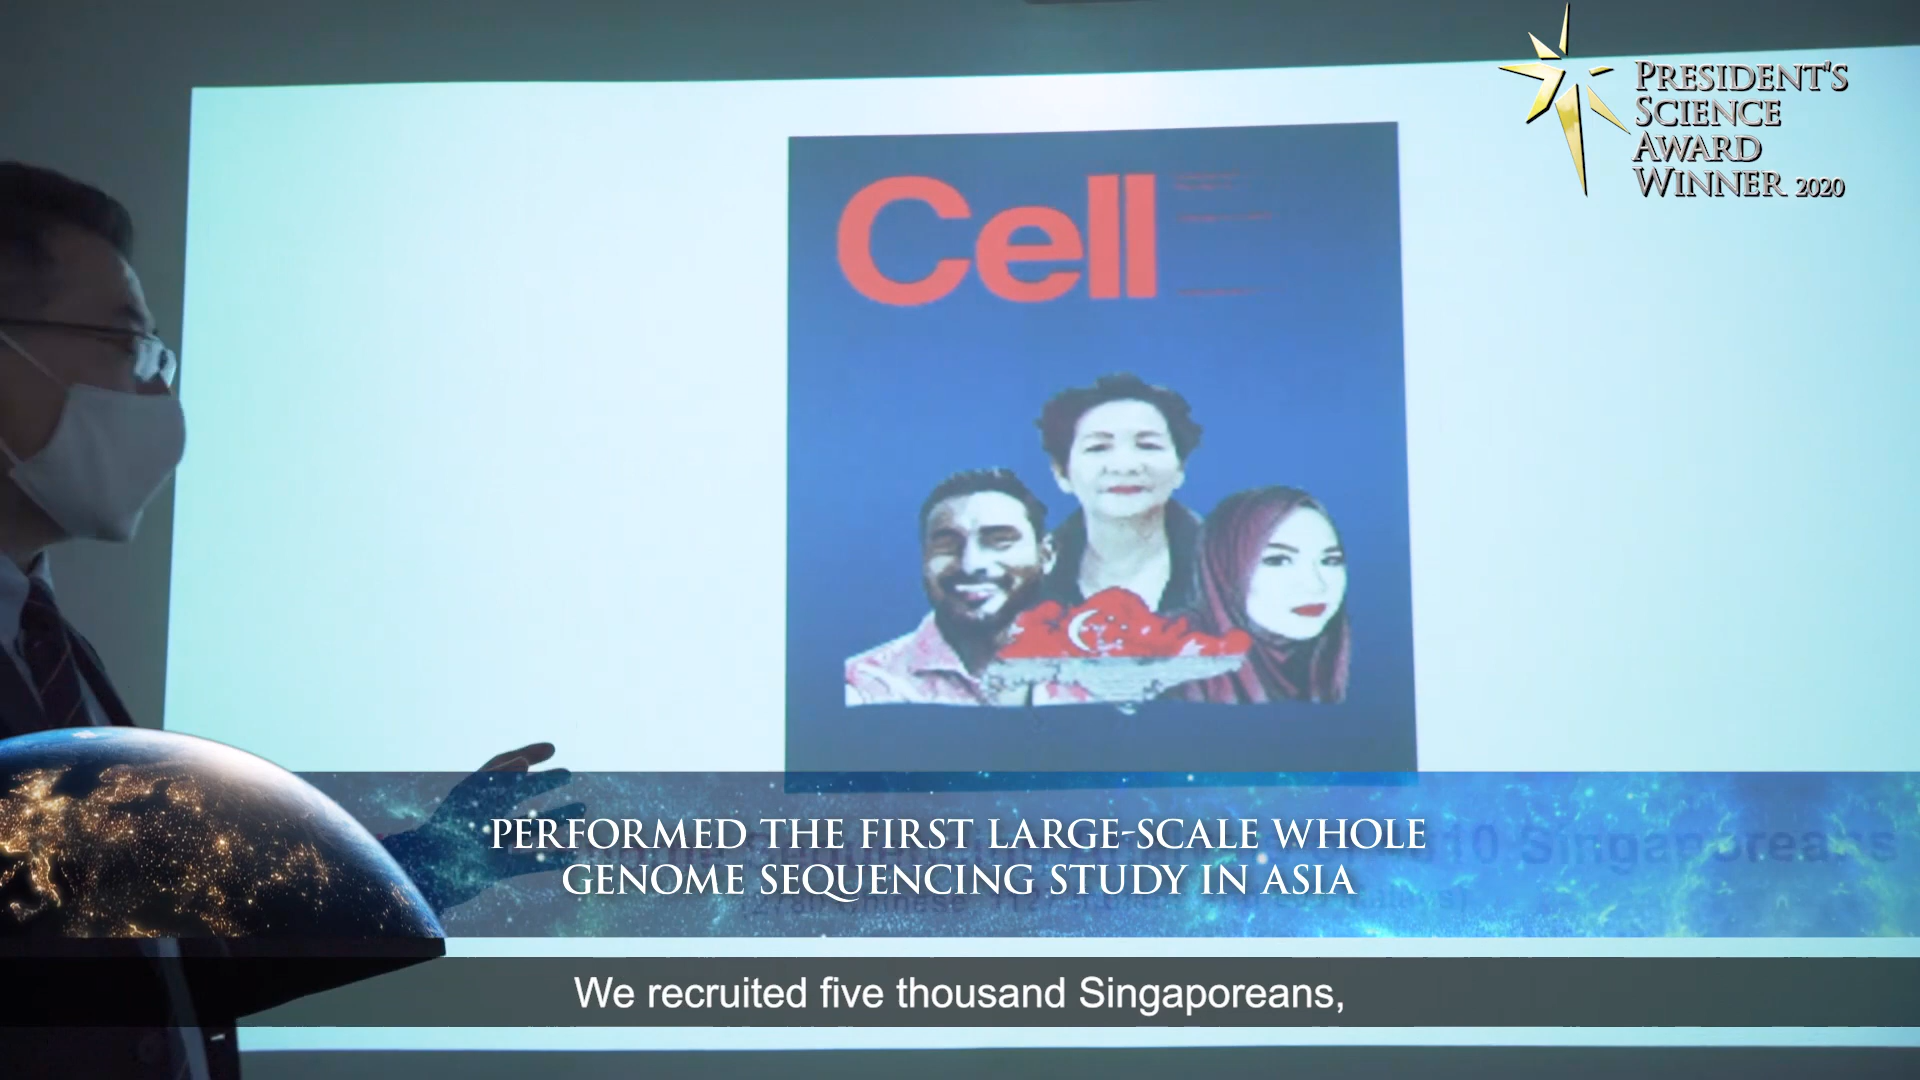 PRESIDENT'S
SCIENCE
AWARD
WINNER 2020
Cell
PERFORMED THE FIRST LARGE-SCALE WHOLE
GENOME SEQUENCING STUDY IN ASIA
Singaporeans
We recruited five thousand Singaporeans,